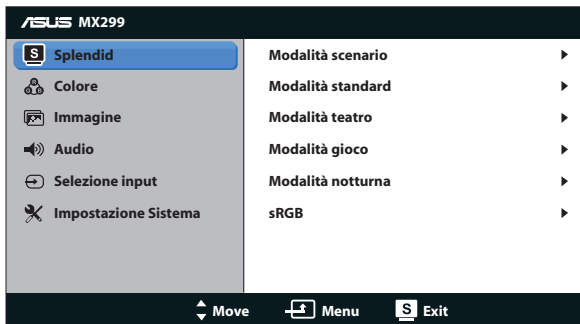 ASUS MX299
S Splendid
Colore
Immagine
Audio
Selezione input
Impostazione Sistema
Modalità scenario
Modalità standard
Modalità teatro
Modalità gioco
Modalità notturna
sRGB
Move Menu S Exit